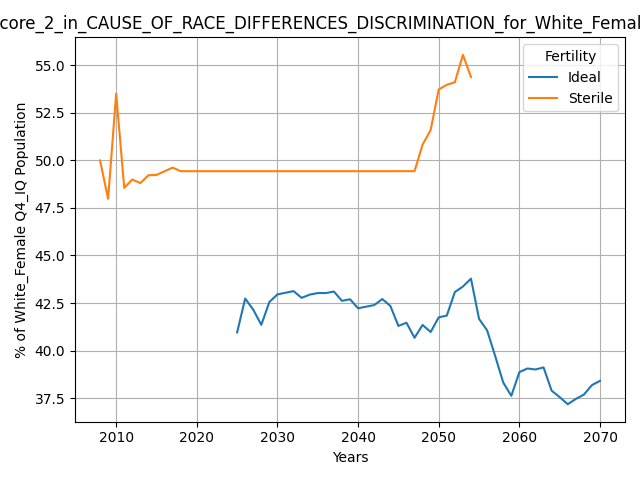 core_2_in_CAUSE_OF_RACE_DIFFERENCES_DISCRIMINATION_for_White_Femal
Fertility
Ideal
Sterile
% of White_Female Q4_IQ Population
55.0
52.5
50.0
47.5
45.0
42.5
40.0
37.5
2010 2020 2030 2040 2050 2060 2070
Years